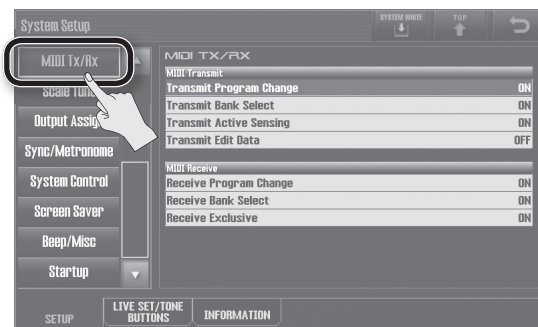 System Setup
SYSTEM WRITE
TOP
MIDI Tx/Rx
Scale Tune
Output Assign
Sync/Metronome
System Control
Screen Saver
Beep/Misc
Startup
MIDI TX/RX
MIDI Transmit
Transmit Program Change ON
Transmit Bank Select ON
Transmit Active Sensing ON
Transmit Edit Data OFF
MIDI Receive
Receive Program Change ON
Receive Bank Select ON
Receive Exclusive ON
SETUP
LIVE SET/TONE
BUTTONS
INFORMATION